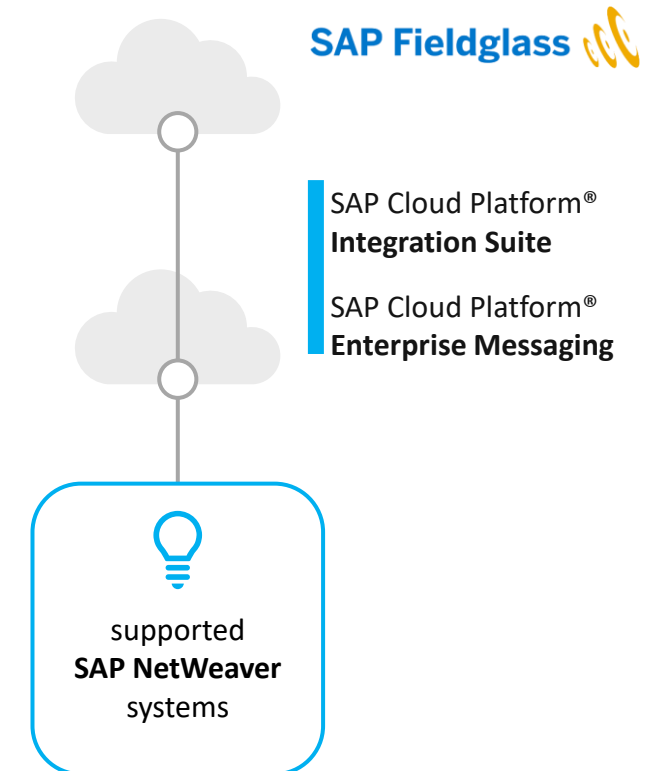 SAP Fieldglass
SAP Cloud Platform®
Integration Suite
SAP Cloud Platform®
Enterprise Messaging
supported
SAP NetWeaver
systems